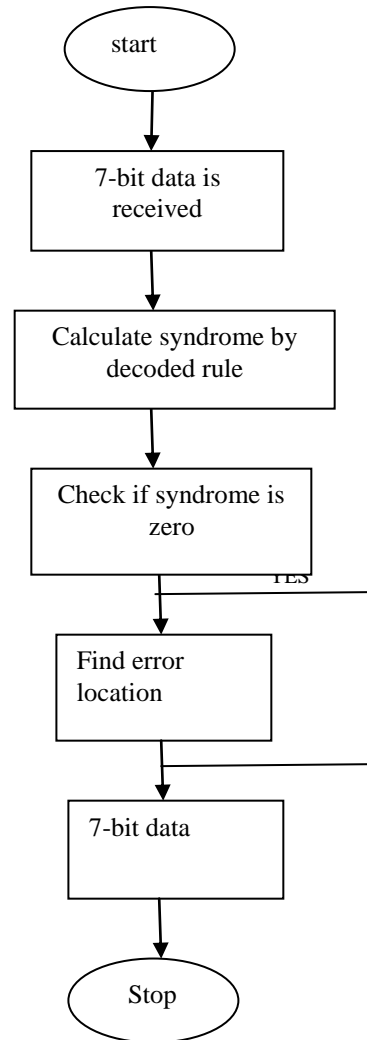 start
7-bit data is
received
Calculate syndrome by
decoded rule
Check if syndrome is
zero
YES
Find error
location
7-bit data
Stop